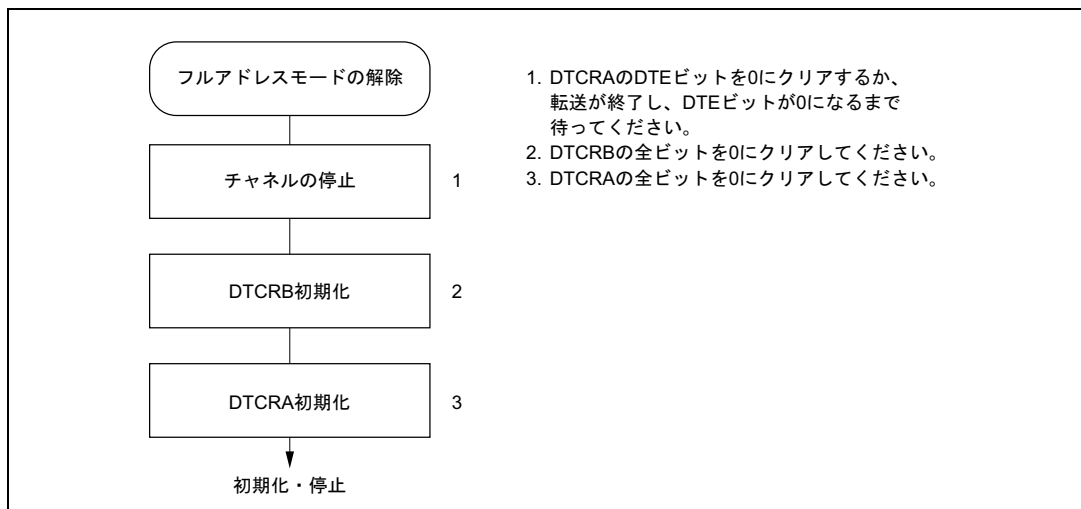 フルアドレスモードの解除
チャネルの停止
1
DTCRB初期化
2
DTCRA初期化
3
初期化・停止
1. DTCRAのDTEビットを0にクリアするか、
転送が終了し、DTEビットが0になるまで
待ってください。
2. DTCRBの全ビットを0にクリアしてください。
3. DTCRAの全ビットを0にクリアしてください。